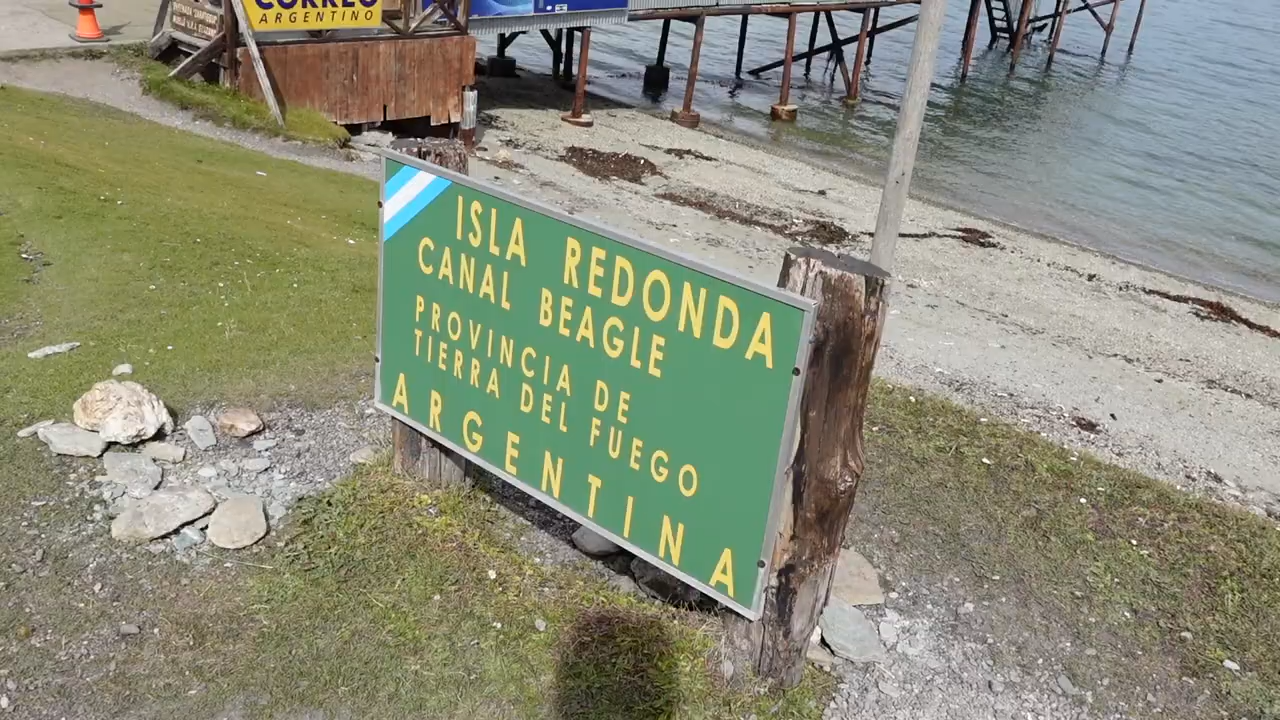 CORREO
ARGENTINO
ISLA REDONDA
CANAL BEAGLE
PROVINCIA DE
TIERRA DEL FUEGO
ARGENTINA